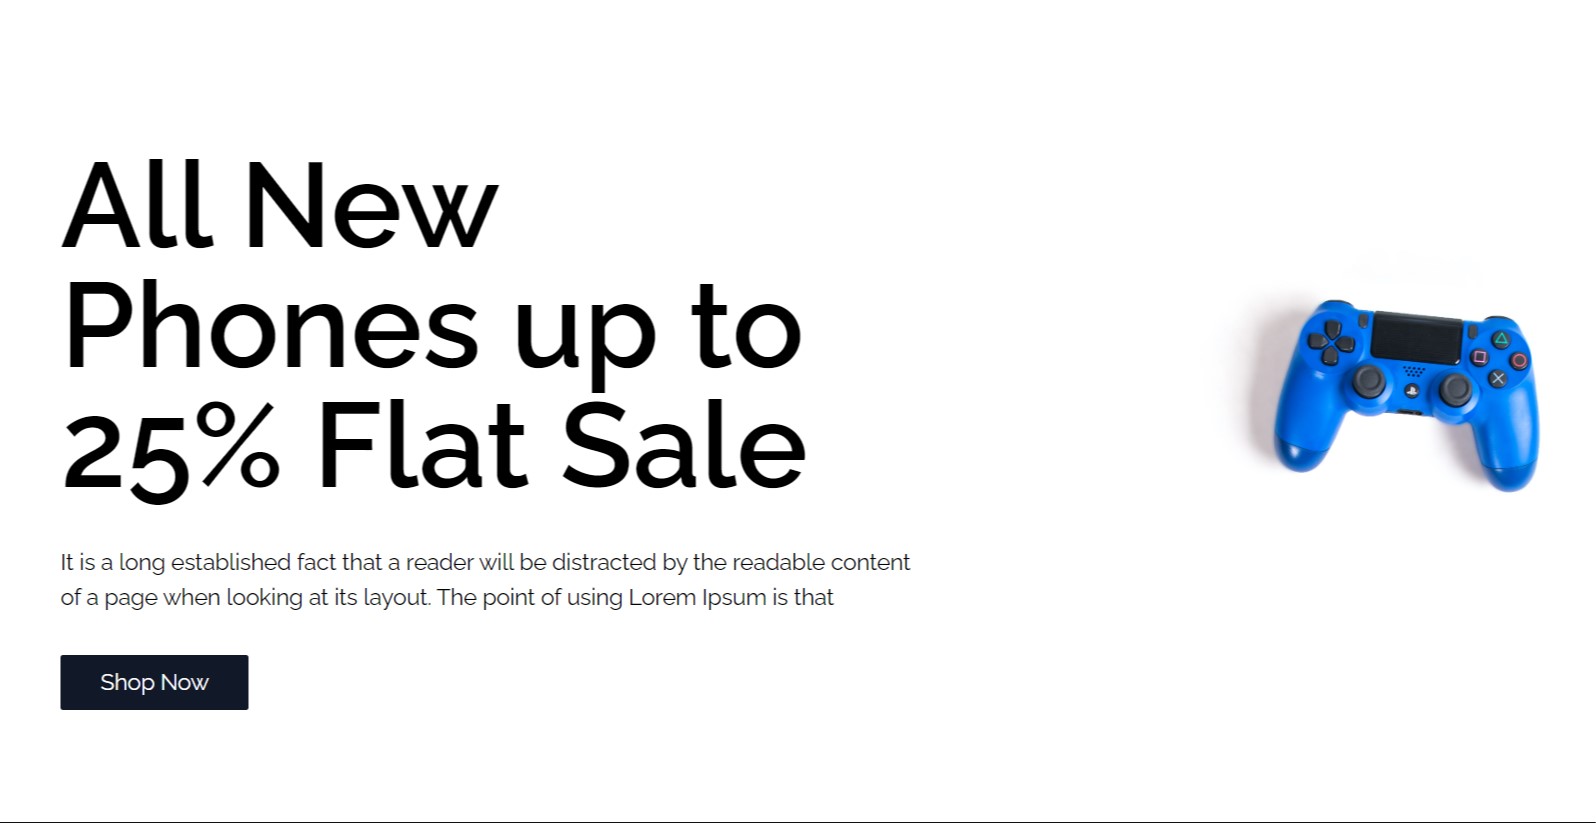 All New
Phones up to
25% Flat Sale
It is a long established fact that a reader will be distracted by the readable content
of a page when looking at its layout. The point of using Lorem Ipsum is that
Shop Now